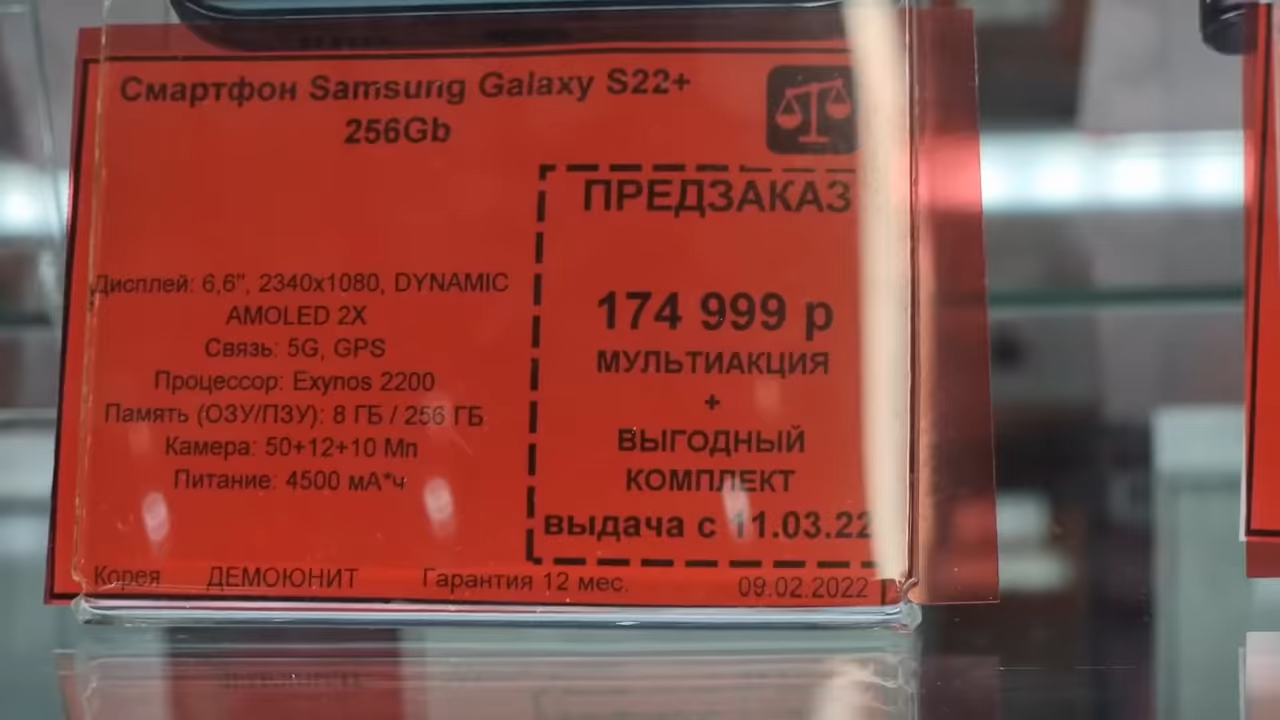 Смартфон Samsung Galaxy S22+
256Gb
Дисплей: 6,6", 2340x1080, DYNAMIC
AMOLED 2X
Связь: 5G, GPS
Процессор: Exynos 2200
Память (ОЗУ/ПЗУ): 8 ГБ / 256 ГБ
Камера: 50+12+10 Мп
Питание: 4500 мА*ч
ПРЕДЗАКАЗ
174 999 р
МУЛЬТИАКЦИЯ
+
ВЫГОДНЫЙ
КОМПЛЕКТ
выдача с 11.03.22
Корея ДЕМОЮНИТ Гарантия 12 мес. 09.02.2022